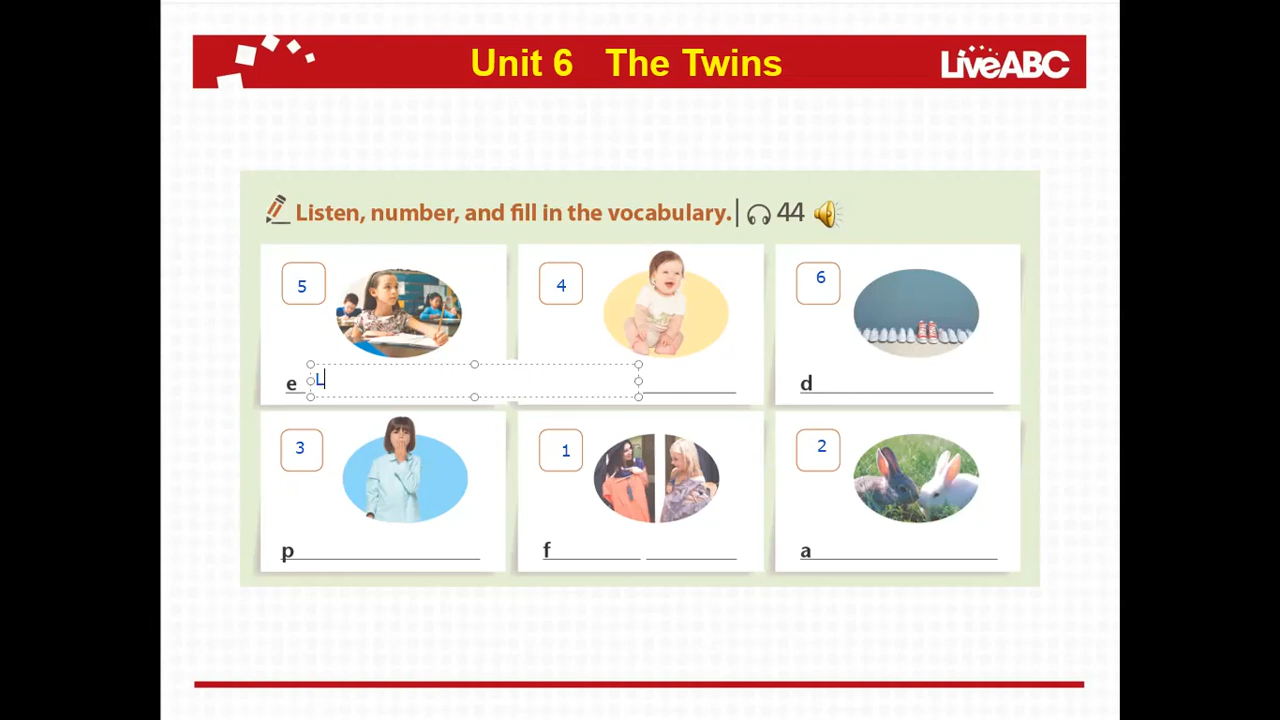 Unit 6 The Twins
LiveABC
Listen, number, and fill in the vocabulary. | 44
5
4
6
e L
d
3
1
2
p
f
a